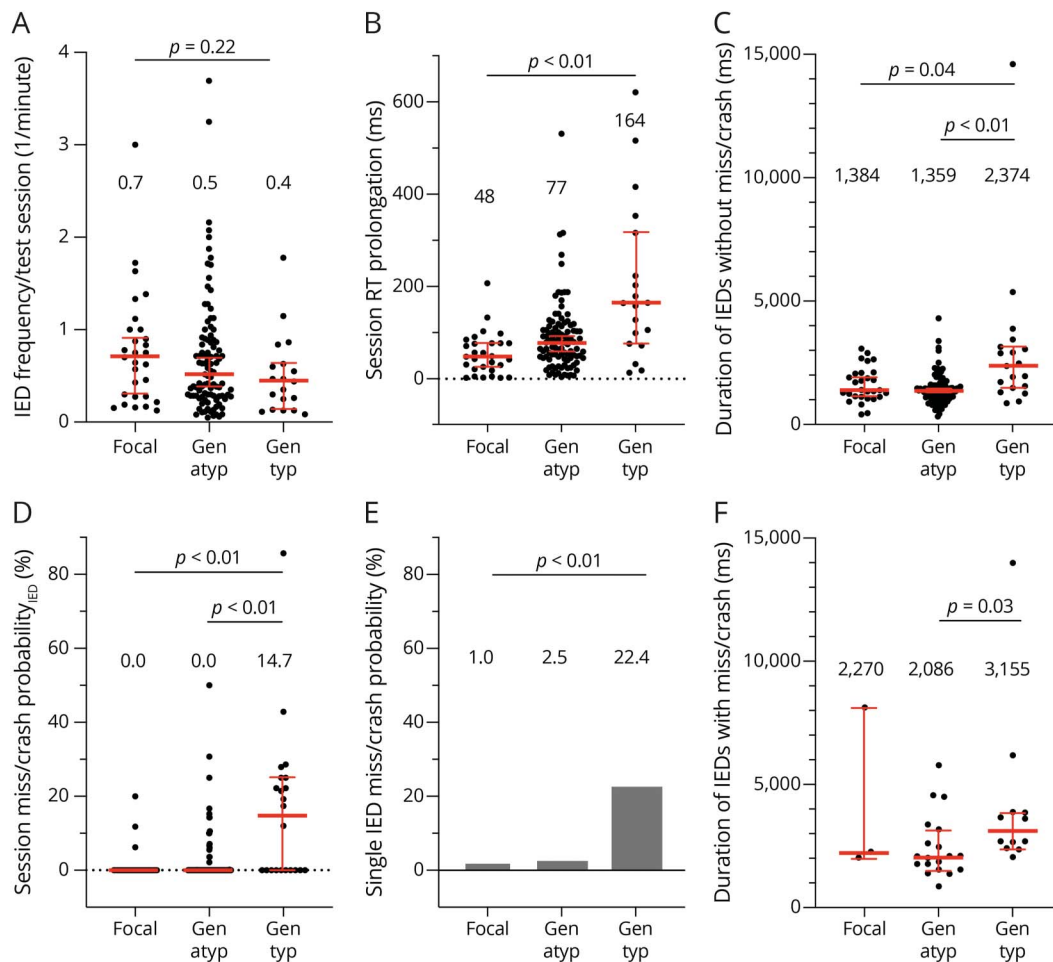 A
IED frequency/test session (1/minute)
4
3
2
1
0
p = 0.22
0.7
0.5
0.4
Focal
Gen
atyp
Gen
typ
B
Session RT prolongation (ms)
600
400
200
0
p < 0.01
48
77
164
Focal
Gen
atyp
Gen
typ
C
Duration of IEDs without miss/crash (ms)
15,000
10,000
5,000
0
p = 0.04
p < 0.01
1,384
1,359
2,374
Focal
Gen
atyp
Gen
typ
D
Session miss/crash probabilityIED (%)
80
60
40
20
0
p < 0.01
p < 0.01
0.0
0.0
14.7
Focal
Gen
atyp
Gen
typ
E
Single IED miss/crash probability (%)
80
60
40
20
0
p < 0.01
1.0
2.5
22.4
Focal
Gen
atyp
Gen
typ
F
Duration of IEDs with miss/crash (ms)
15,000
10,000
5,000
0
p = 0.03
2,270
2,086
3,155
Focal
Gen
atyp
Gen
typ